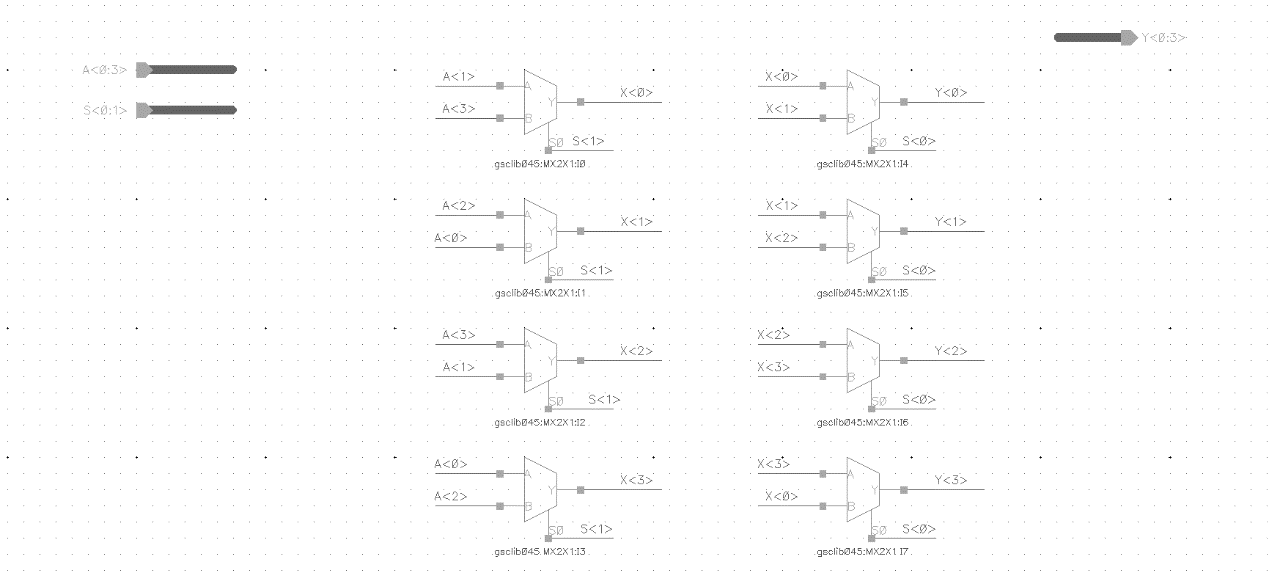 Y<0:3>
A<0:3>
S<0:1>
A<1> A Y X<0>
A<3> B
S0 S<1>
gsclib045:MX2X1:I0
X<0> A Y Y<0>
X<1> B
S0 S<0>
gsclib045:MX2X1:I4
A<2> A Y X<1>
A<0> B
S0 S<1>
gsclib045:MX2X1:I1
X<1> A Y Y<1>
X<2> B
S0 S<0>
gsclib045:MX2X1:I5
A<3> A Y X<2>
A<1> B
S0 S<1>
gsclib045:MX2X1:I2
X<2> A Y Y<2>
X<3> B
S0 S<0>
gsclib045:MX2X1:I6
A<0> A Y X<3>
A<2> B
S0 S<1>
gsclib045:MX2X1:I3
X<3> A Y Y<3>
X<0> B
S0 S<0>
gsclib045:MX2X1:I7